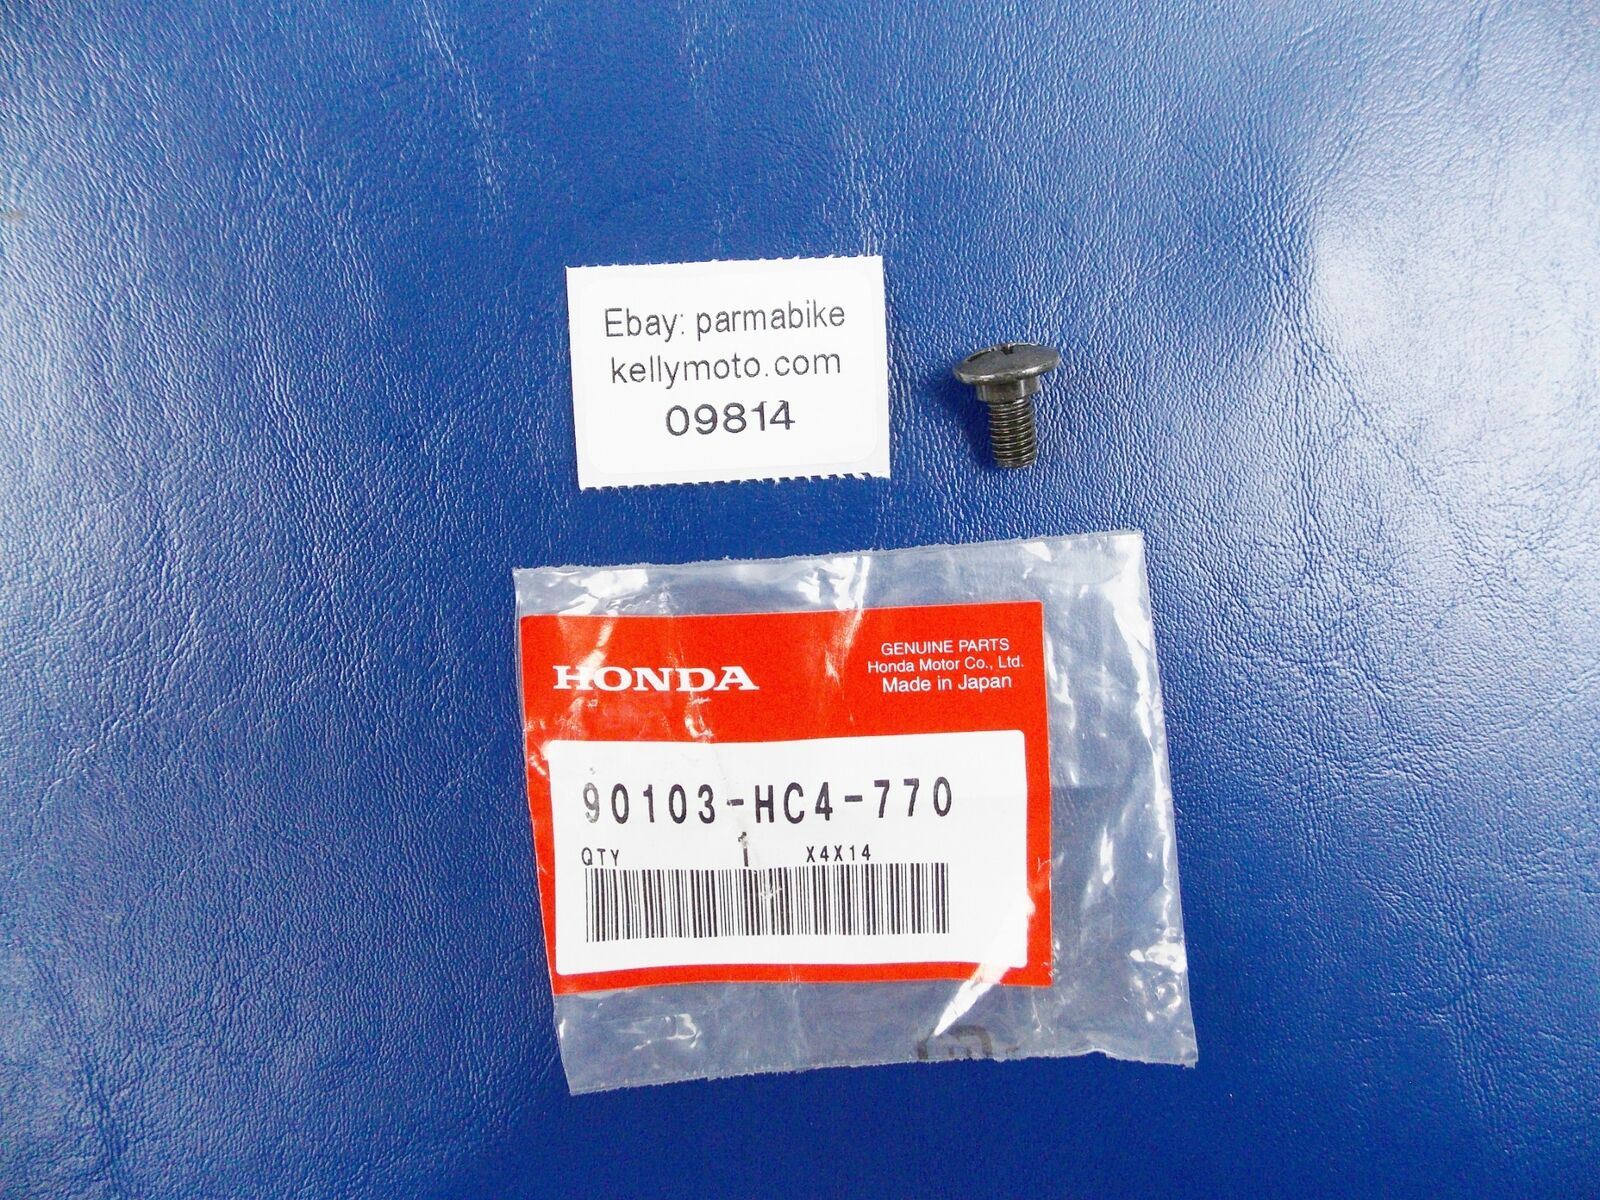 Ebay: parmabike
kellymoto.com
09814
HONDA
GENUINE PARTS
Honda Motor Co., Ltd.
Made in Japan
90103-HC4-770
QTY 1 X4X14